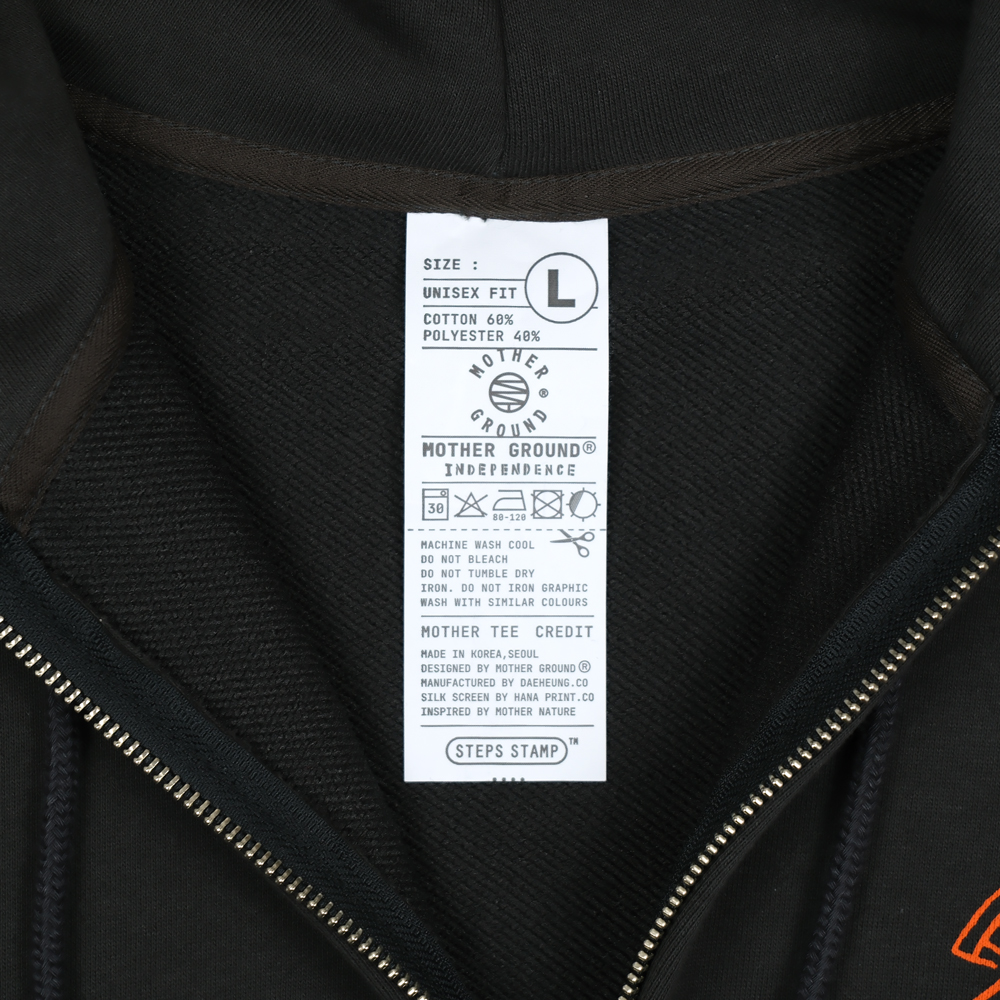 SIZE :
L
UNISEX FIT
COTTON 60%
POLYESTER 40%
MOTHER
GROUND
®
MOTHER GROUND®
INDEPENDENCE
30
80-120
MACHINE WASH COOL
DO NOT BLEACH
DO NOT TUMBLE DRY
IRON. DO NOT IRON GRAPHIC
WASH WITH SIMILAR COLOURS
MOTHER TEE CREDIT
MADE IN KOREA,SEOUL
DESIGNED BY MOTHER GROUND®
MANUFACTURED BY DAEHEUNG.CO
SILK SCREEN BY HANA PRINT.CO
INSPIRED BY MOTHER NATURE
STEPS STAMP™